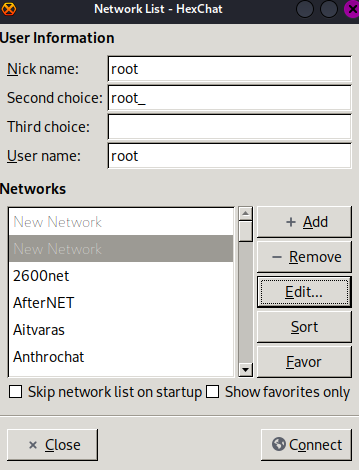 Network List - HexChat
User Information
Nick name: root
Second choice: root_
Third choice:
User name: root
Networks
New Network
New Network
2600net
AfterNET
Aitvaras
Anthrochat
+ Add
− Remove
Edit...
Sort
Favor
Skip network list on startup Show favorites only
× Close Connect